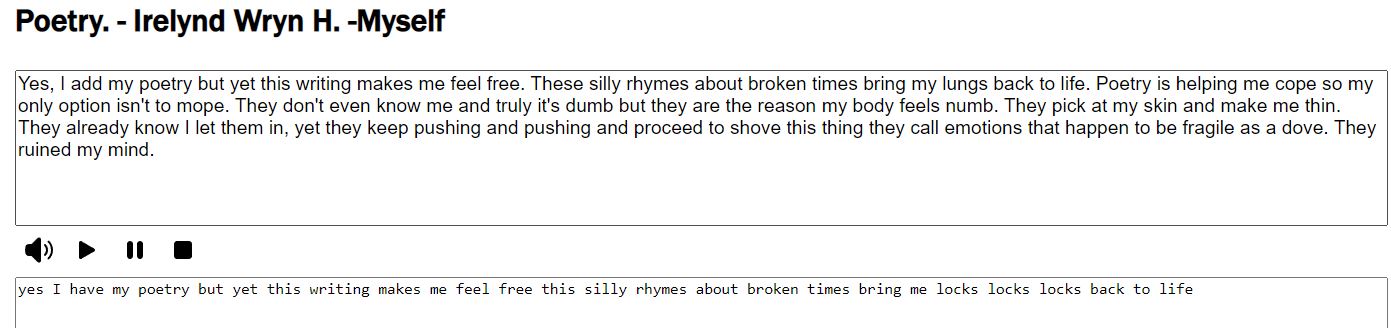 Poetry. - Irelynd Wryn H. -Myself
Yes, I add my poetry but yet this writing makes me feel free. These silly rhymes about broken times bring my lungs back to life. Poetry is helping me cope so my
only option isn't to mope. They don't even know me and truly it's dumb but they are the reason my body feels numb. They pick at my skin and make me thin.
They already know I let them in, yet they keep pushing and pushing and proceed to shove this thing they call emotions that happen to be fragile as a dove. They
ruined my mind.
yes I have my poetry but yet this writing makes me feel free this silly rhymes about broken times bring me locks locks locks back to life